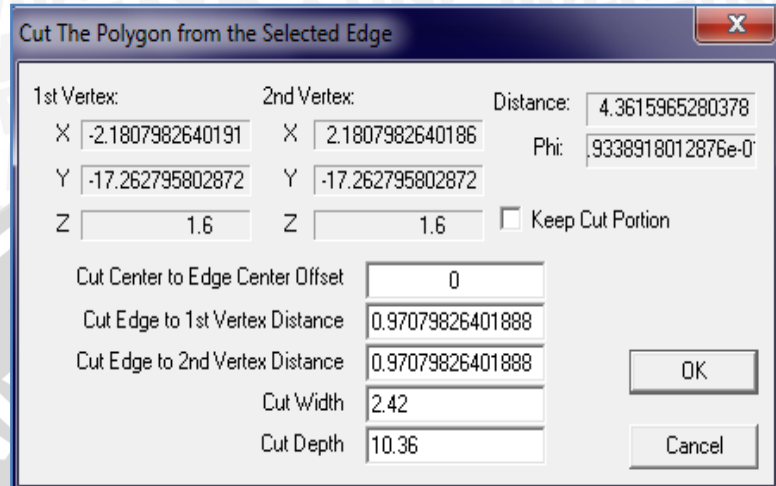 Cut The Polygon from the Selected Edge
1st Vertex: 2nd Vertex: Distance: 4.3615965280378
X -2.1807982640191 X 2.1807982640186 Phi: .9338918012876e-0
Y -17.262795802872 Y -17.262795802872
Z 1.6 Z 1.6 Keep Cut Portion
Cut Center to Edge Center Offset 0
Cut Edge to 1st Vertex Distance 0.97079826401888
Cut Edge to 2nd Vertex Distance 0.97079826401888
OK
Cut Width 2.42
Cut Depth 10.36
Cancel